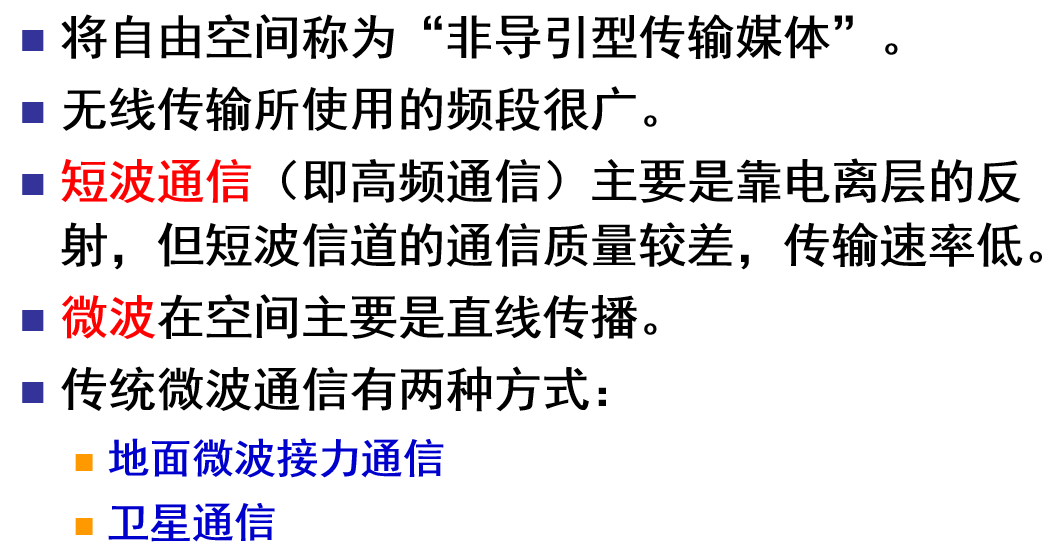 将自由空间称为“非导引型传输媒体”。
无线传输所使用的频段很广。
短波通信（即高频通信）主要是靠电离层的反
射，但短波信道的通信质量较差，传输速率低。
微波在空间主要是直线传播。
传统微波通信有两种方式：
地面微波接力通信
卫星通信